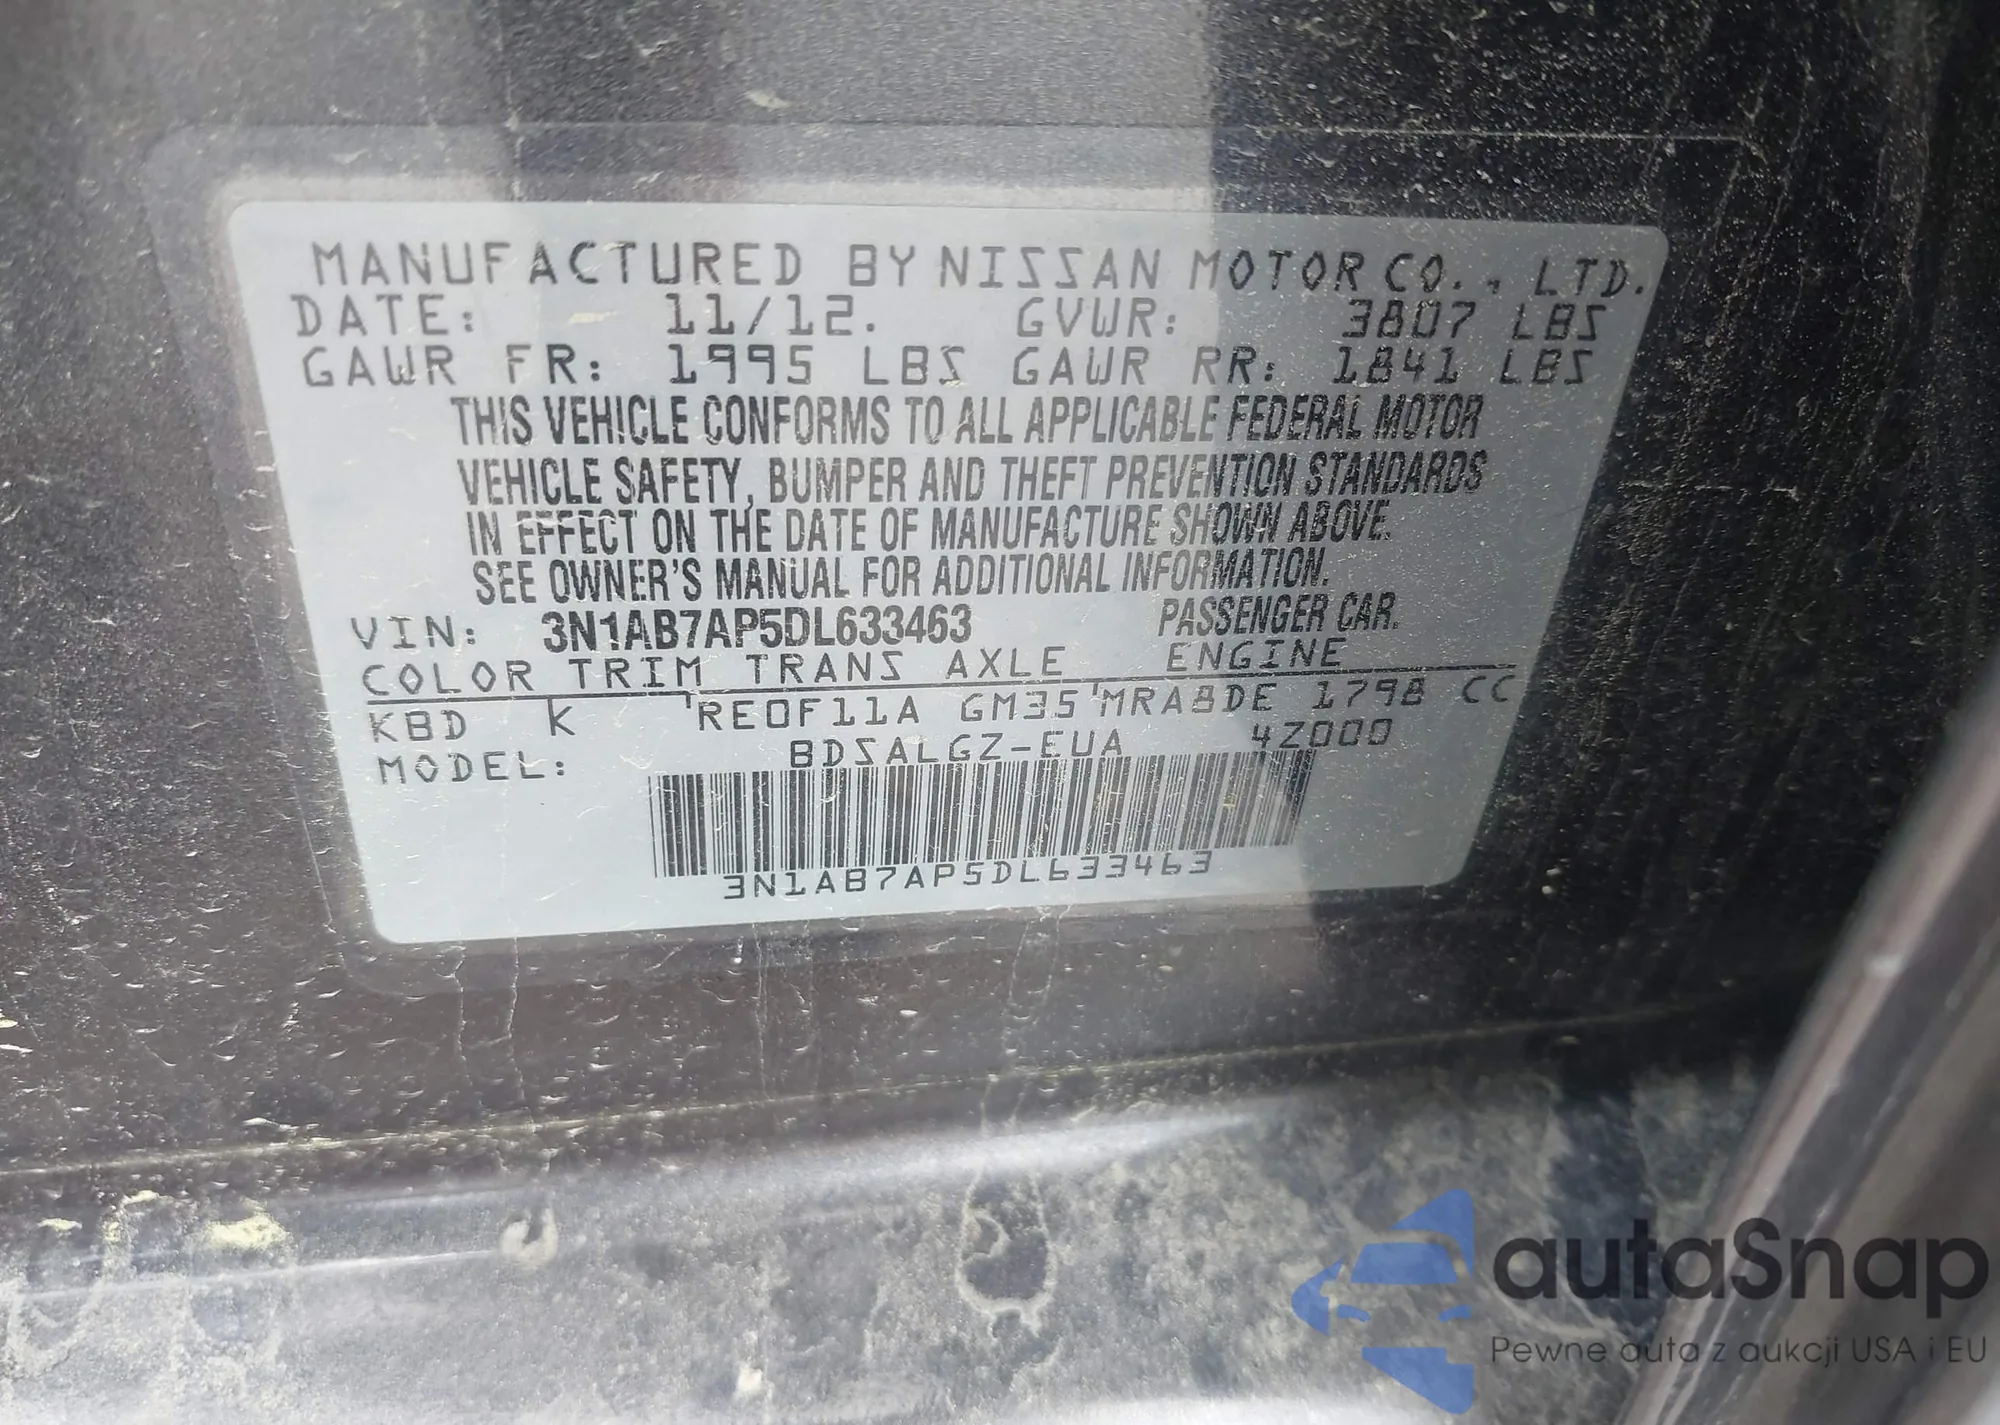 MANUFACTURED BY NISSAN MOTOR CO., LTD.
DATE: 11/12. GVWR: 3807 LBS
GAWR FR: 1995 LBS GAWR RR: 1841 LBS
THIS VEHICLE CONFORMS TO ALL APPLICABLE FEDERAL MOTOR
VEHICLE SAFETY, BUMPER AND THEFT PREVENTION STANDARDS
IN EFFECT ON THE DATE OF MANUFACTURE SHOWN ABOVE.
SEE OWNER'S MANUAL FOR ADDITIONAL INFORMATION.
VIN: 3N1AB7AP5DL633463 PASSENGER CAR.
COLOR TRIM TRANS AXLE ENGINE
KBD K RE0F11A GM35 MRA8DE 1798 CC
MODEL: BDSALGZ-EUA 4Z000
3N1AB7AP5DL633463
autaSnap
Pewne auta z aukcji USA i EU